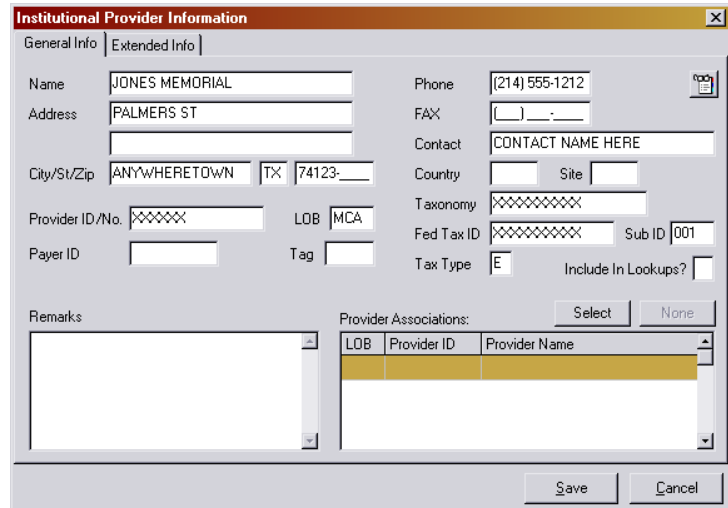 Institutional Provider Information
General Info Extended Info
Name JONES MEMORIAL Phone (214) 555-1212
Address PALMERS ST FAX (___) ___-____
Contact CONTACT NAME HERE
City/St/Zip ANYWHERETOWN TX 74123-____ Country Site
Taxonomy XXXXXXXXXX
Provider ID/No. XXXXXX LOB MCA Fed Tax ID XXXXXXXXXX Sub ID 001
Payer ID Tag Tax Type E Include In Lookups?
Remarks Provider Associations: Select None
LOB Provider ID Provider Name
Save Cancel